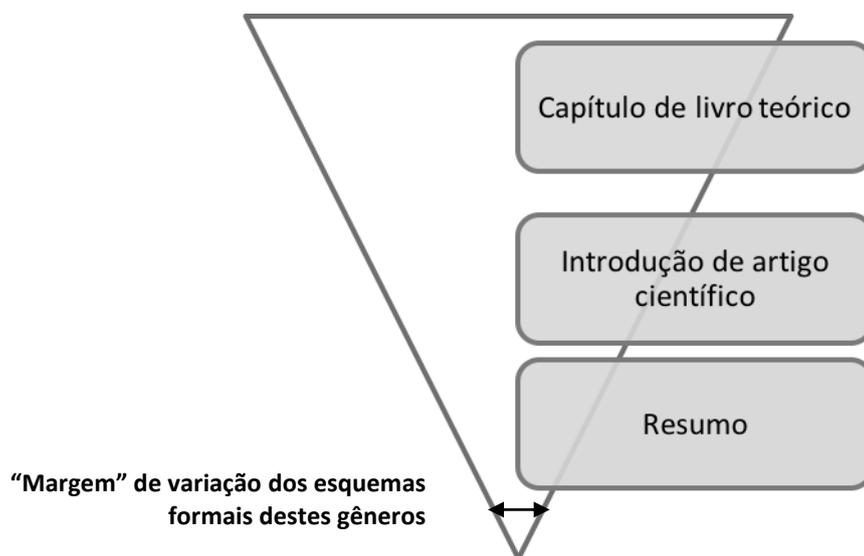 Capítulo de livro teórico
Introdução de artigo
científico
Resumo
“Margem” de variação dos esquemas
formais destes gêneros